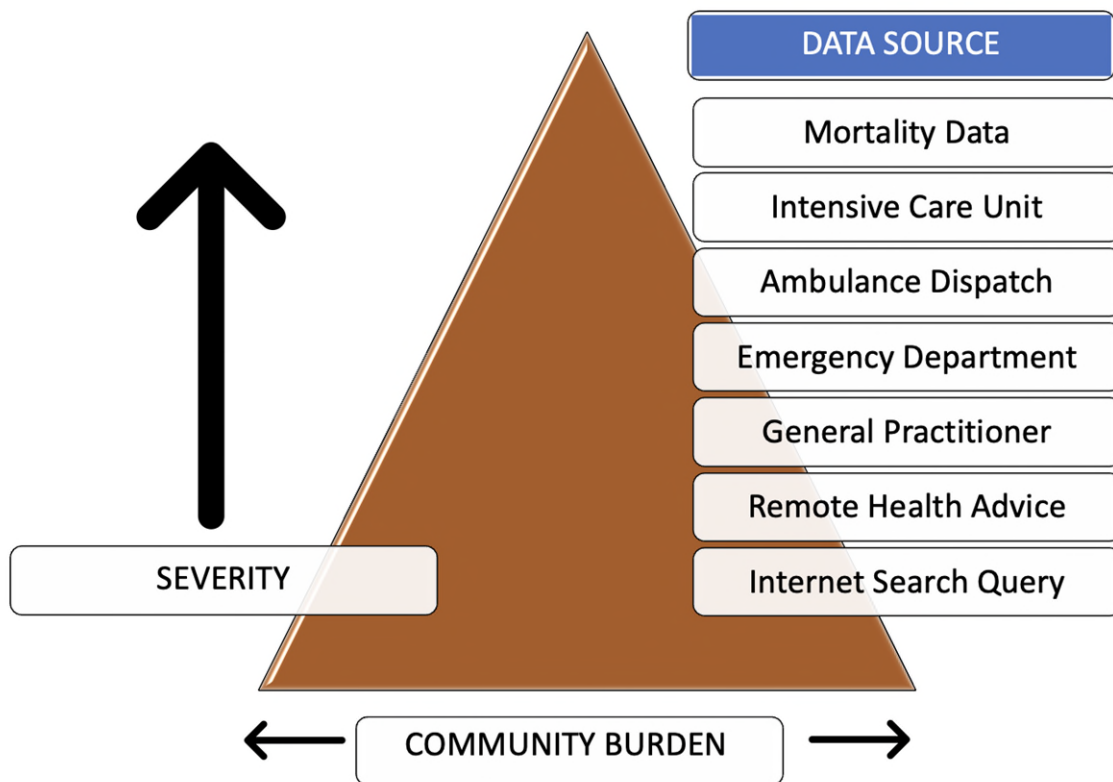 DATA SOURCE
Mortality Data
Intensive Care Unit
Ambulance Dispatch
Emergency Department
General Practitioner
Remote Health Advice
Internet Search Query
SEVERITY
COMMUNITY BURDEN